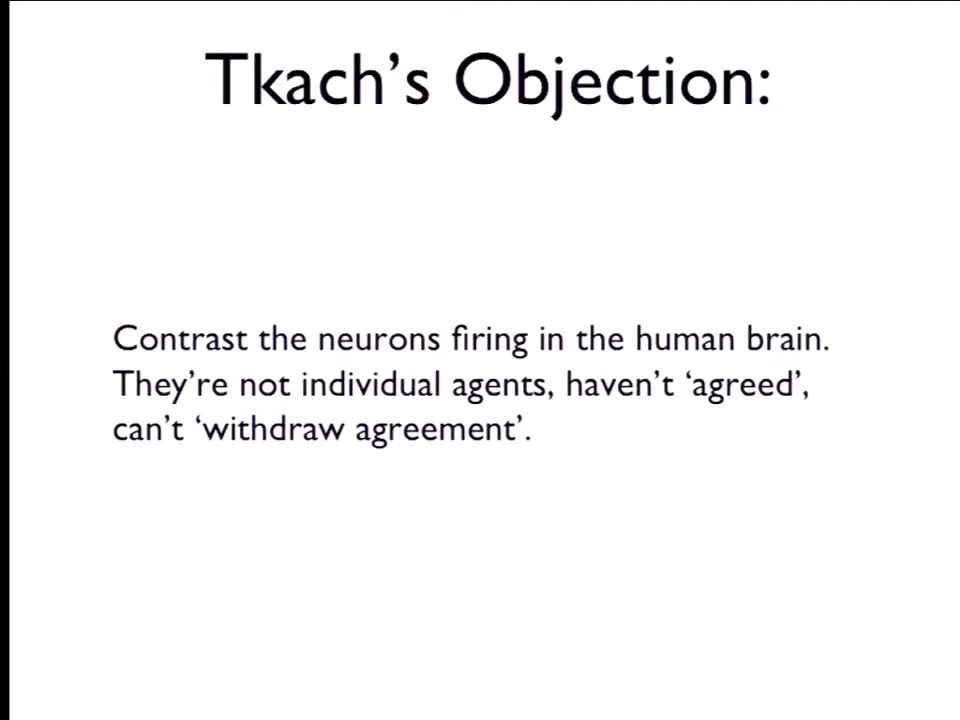 Tkach’s Objection:
Contrast the neurons firing in the human brain.
They’re not individual agents, haven’t ‘agreed’,
can’t ‘withdraw agreement’.